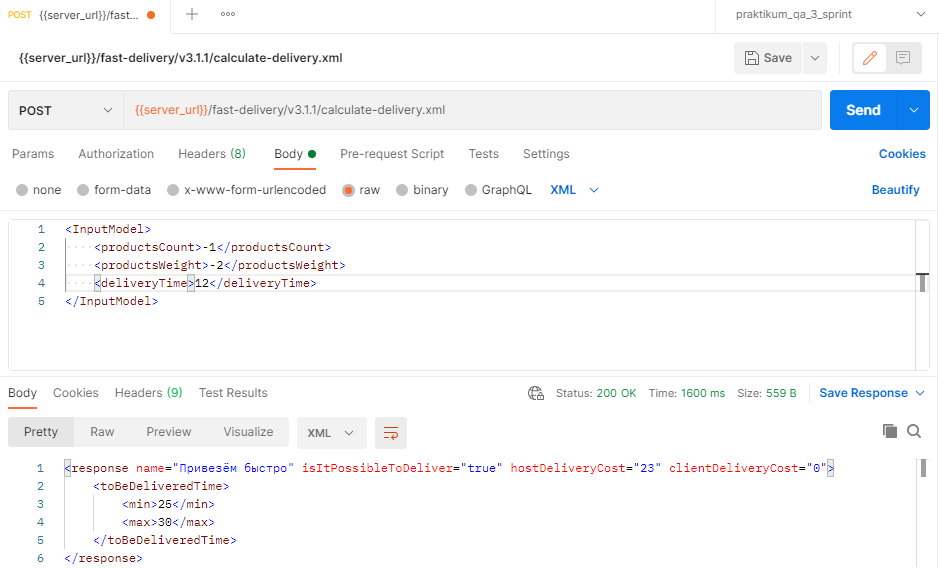 POST {{server_url}}/fast... praktikum_qa_3_sprint
{{server_url}}/fast-delivery/v3.1.1/calculate-delivery.xml Save
POST {{server_url}}/fast-delivery/v3.1.1/calculate-delivery.xml Send
Params Authorization Headers (8) Body Pre-request Script Tests Settings Cookies
none form-data x-www-form-urlencoded raw binary GraphQL XML Beautify
1 <InputModel>
2 <productsCount>-1</productsCount>
3 <productsWeight>-2</productsWeight>
4 <deliveryTime>12</deliveryTime>
5 </InputModel>
Body Cookies Headers (9) Test Results Status: 200 OK Time: 1600 ms Size: 559 B Save Response
Pretty Raw Preview Visualize XML
1 <response name="Привезём быстро" isItPossibleToDeliver="true" hostDeliveryCost="23" clientDeliveryCost="0">
2 <toBeDeliveredTime>
3 <min>25</min>
4 <max>30</max>
5 </toBeDeliveredTime>
6 </response>